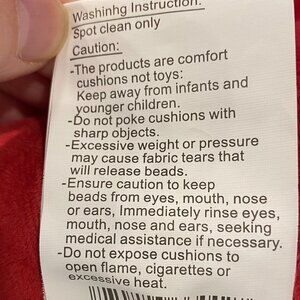 Washinhg Instruction:
Spot clean only
Caution:
-The products are comfort
cushions not toys:
Keep away from infants and
younger children.
-Do not poke cushions with
sharp objects.
-Excessive weight or pressure
may cause fabric tears that
will release beads.
-Ensure caution to keep
beads from eyes, mouth, nose
or ears, Immediately rinse eyes,
mouth, nose and ears, seeking
medical assistance if necessary.
-Do not expose cushions to
open flame, cigarettes or
excessive heat.